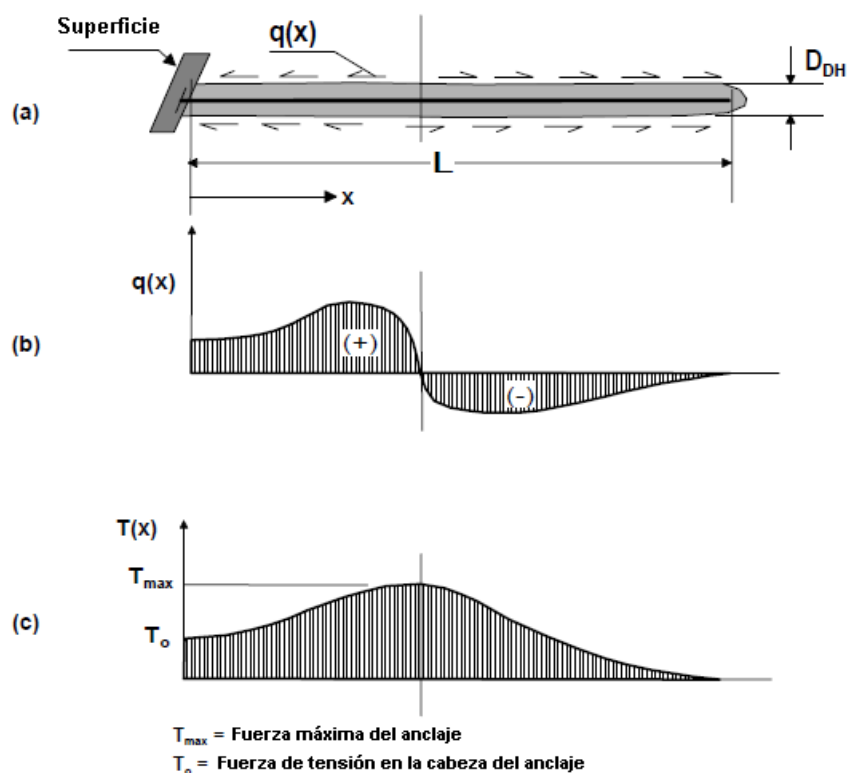 Superficie
q(x)
D_DH
(a)
L
x
q(x)
(b)
(+)
(-)
T(x)
T_max
(c)
T_o
T_max = Fuerza máxima del anclaje
T_o = Fuerza de tensión en la cabeza del anclaje